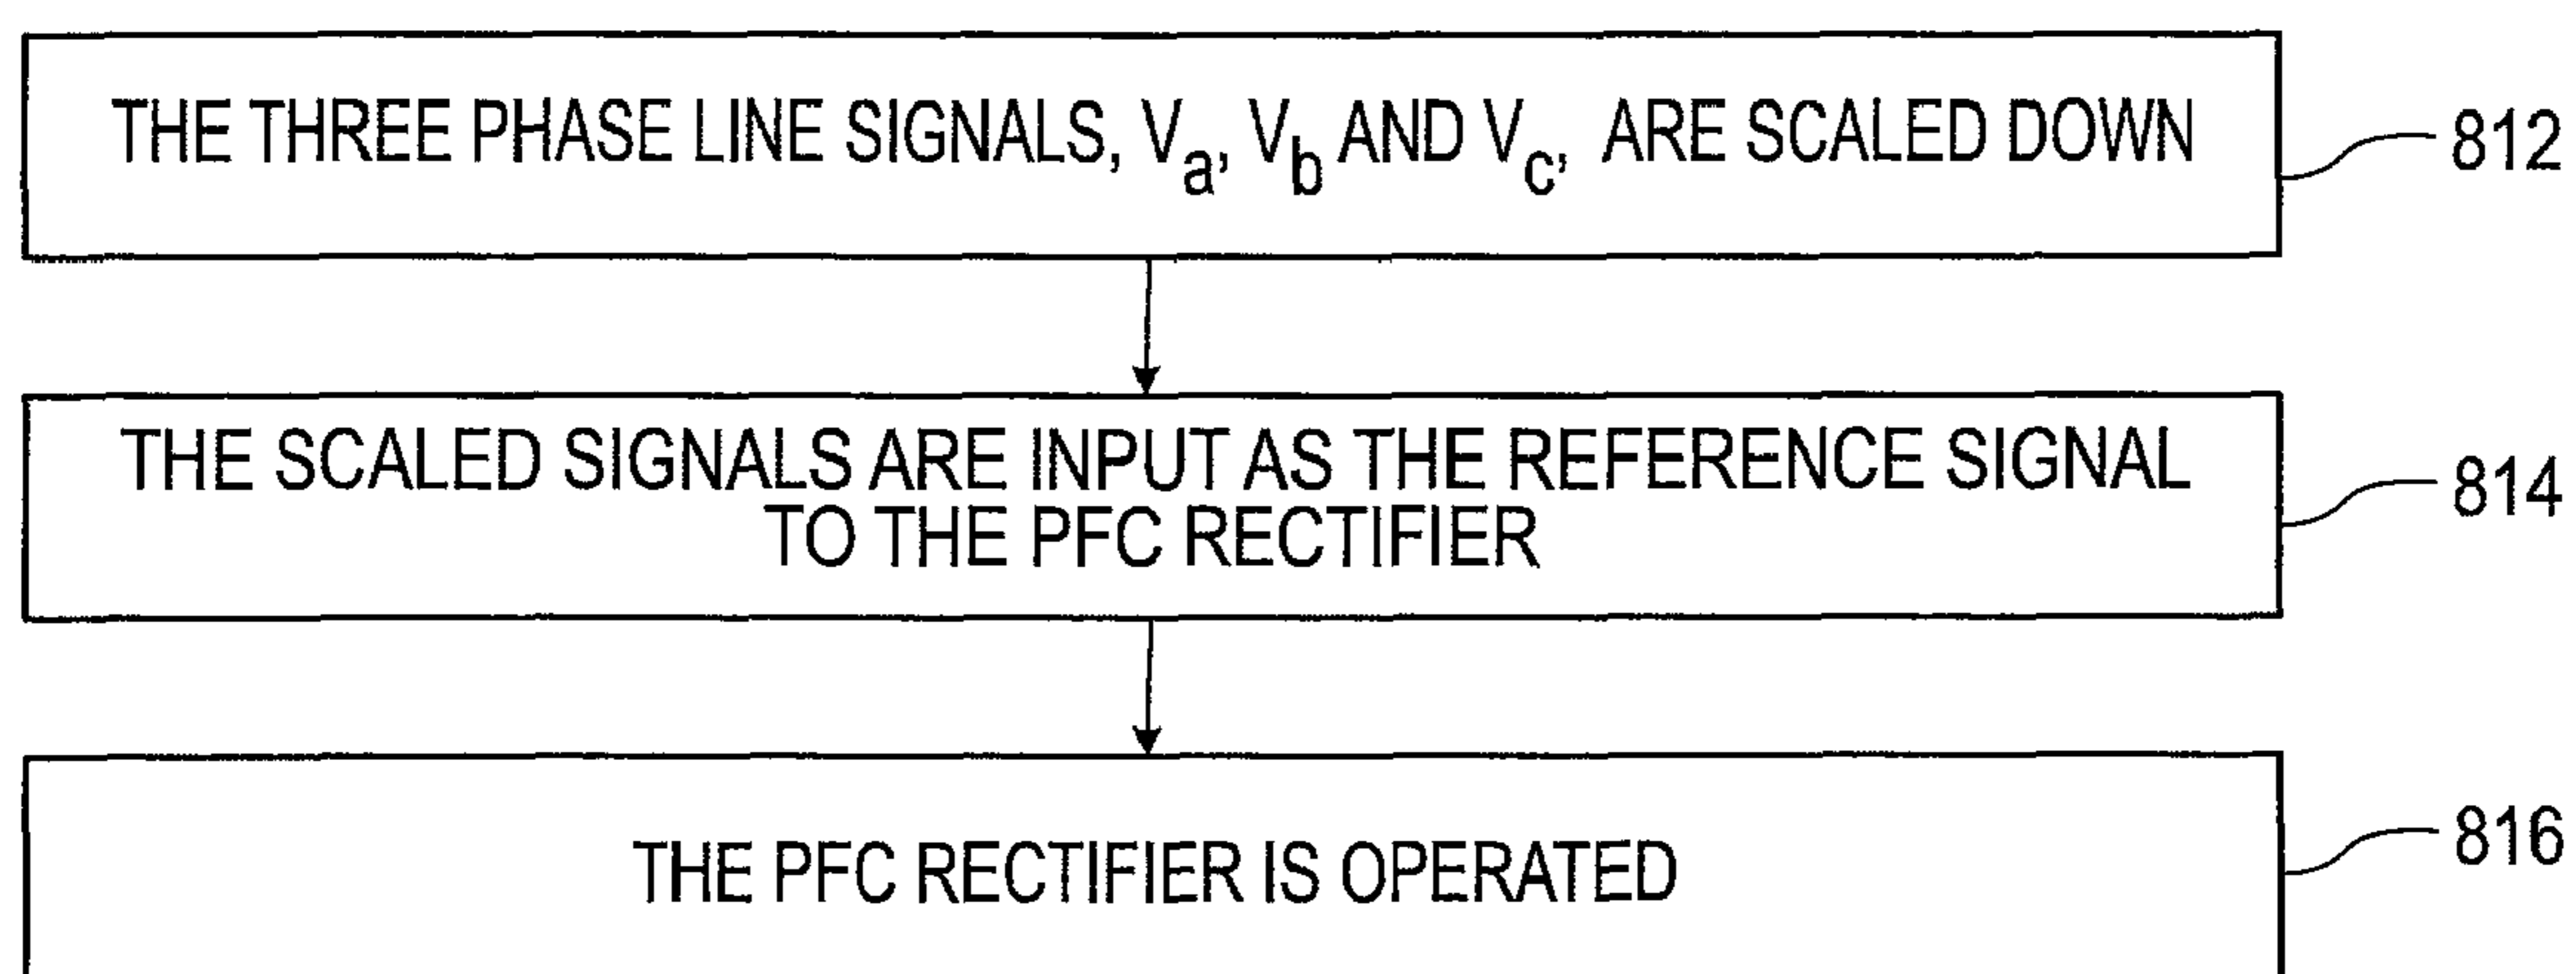 THE THREE PHASE LINE SIGNALS, Va, Vb AND Vc, ARE SCALED DOWN
812
THE SCALED SIGNALS ARE INPUT AS THE REFERENCE SIGNAL
TO THE PFC RECTIFIER
814
THE PFC RECTIFIER IS OPERATED
816